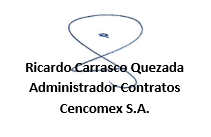 Ricardo Carrasco Quezada
Administrador Contratos
Cencomex S.A.